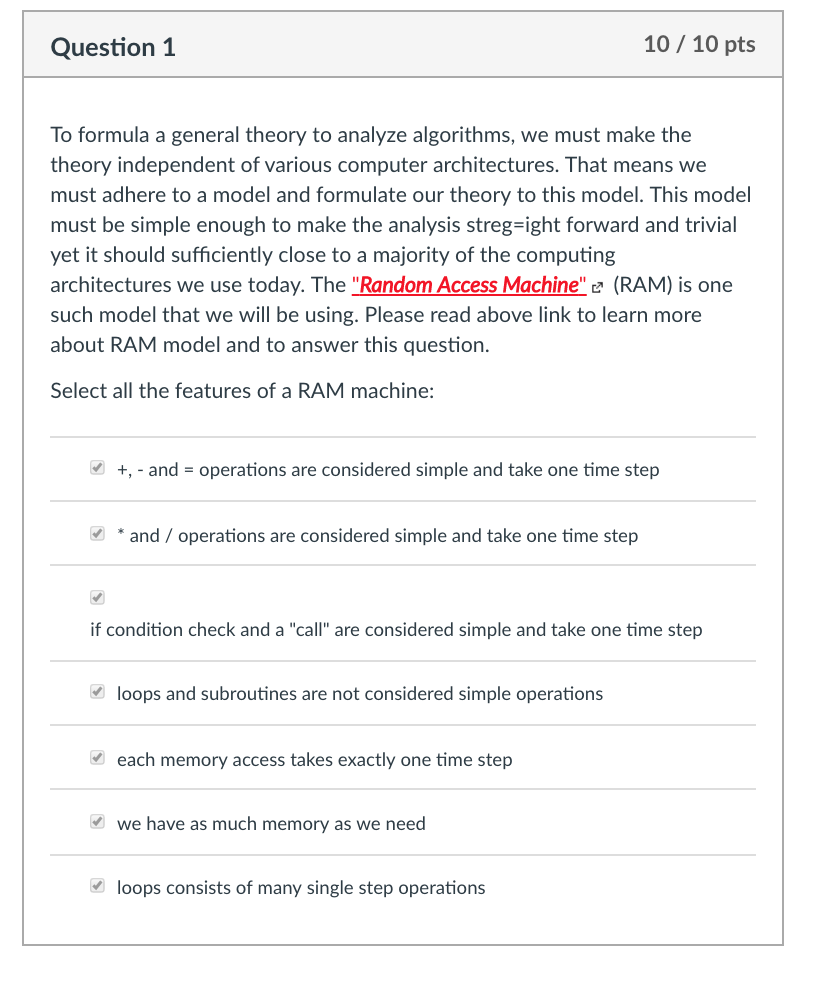 Question 1
10 / 10 pts
To formula a general theory to analyze algorithms, we must make the
theory independent of various computer architectures. That means we
must adhere to a model and formulate our theory to this model. This model
must be simple enough to make the analysis streg=ight forward and trivial
yet it should sufficiently close to a majority of the computing
architectures we use today. The "Random Access Machine" (RAM) is one
such model that we will be using. Please read above link to learn more
about RAM model and to answer this question.
Select all the features of a RAM machine:
+, - and = operations are considered simple and take one time step
* and / operations are considered simple and take one time step
if condition check and a "call" are considered simple and take one time step
loops and subroutines are not considered simple operations
each memory access takes exactly one time step
we have as much memory as we need
loops consists of many single step operations